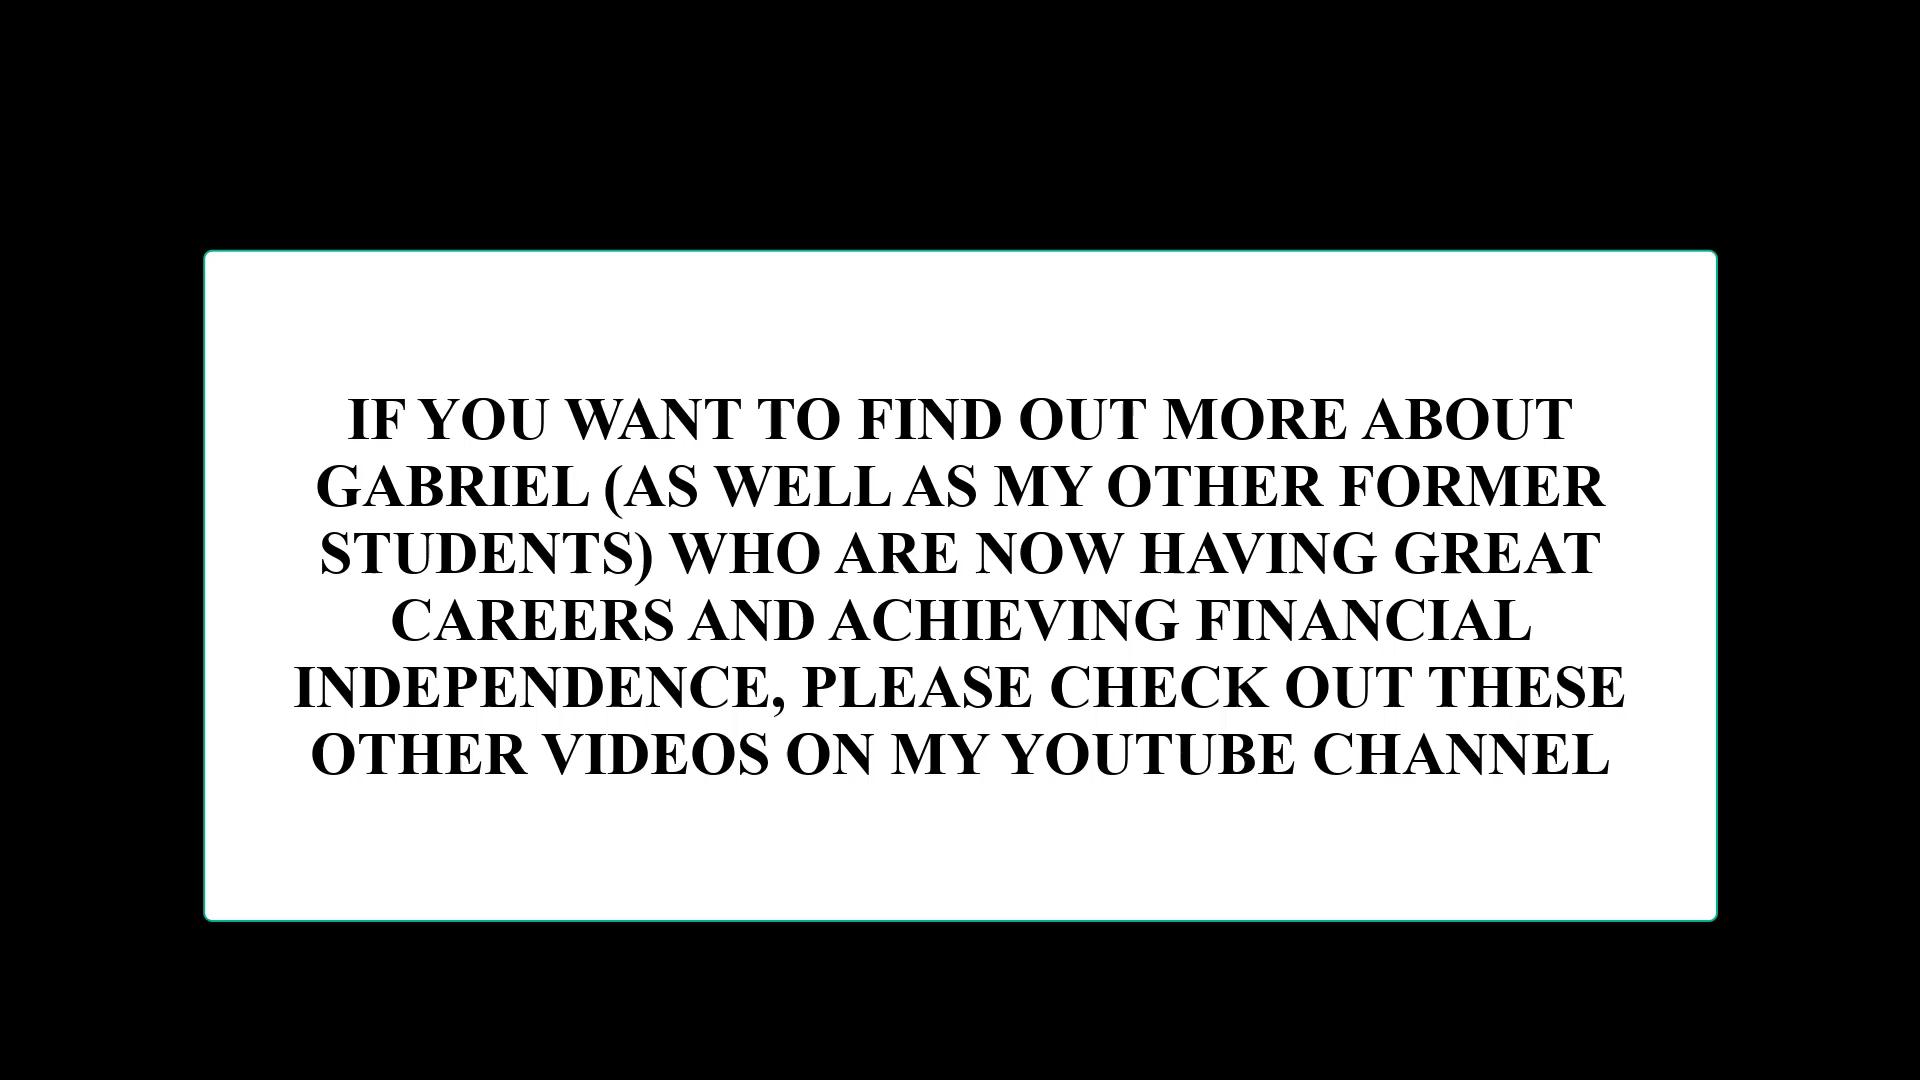 IF YOU WANT TO FIND OUT MORE ABOUT
GABRIEL (AS WELL AS MY OTHER FORMER
STUDENTS) WHO ARE NOW HAVING GREAT
CAREERS AND ACHIEVING FINANCIAL
INDEPENDENCE, PLEASE CHECK OUT THESE
OTHER VIDEOS ON MY YOUTUBE CHANNEL